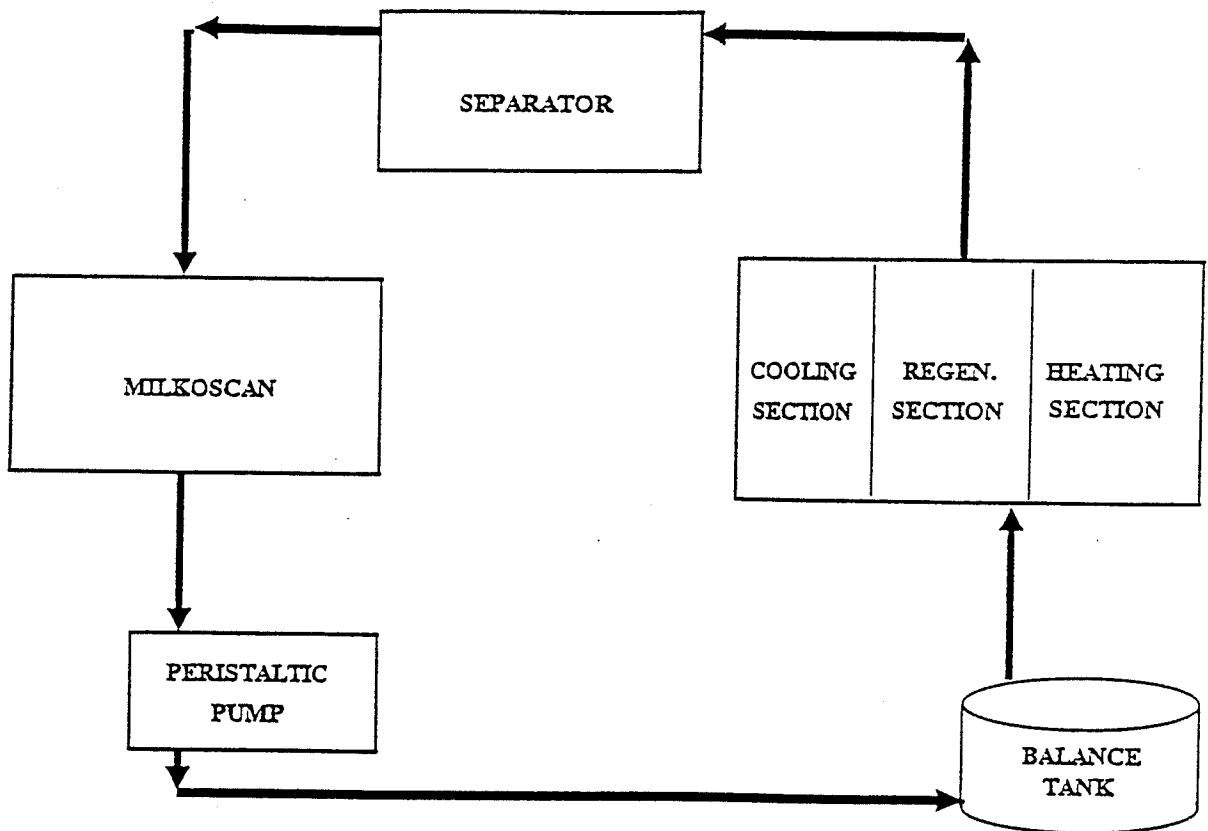 SEPARATOR
MILKOSCAN
COOLING
SECTION
REGEN.
SECTION
HEATING
SECTION
PERISTALTIC
PUMP
BALANCE
TANK